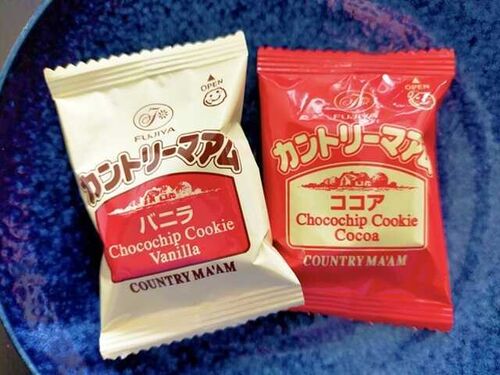 OPEN
FUJIYA
カントリーマアム
バニラ
Chocochip Cookie
Vanilla
COUNTRY MA'AM
OPEN
FUJIYA
カントリーマアム
ココア
Chocochip Cookie
Cocoa
COUNTRY MA'AM